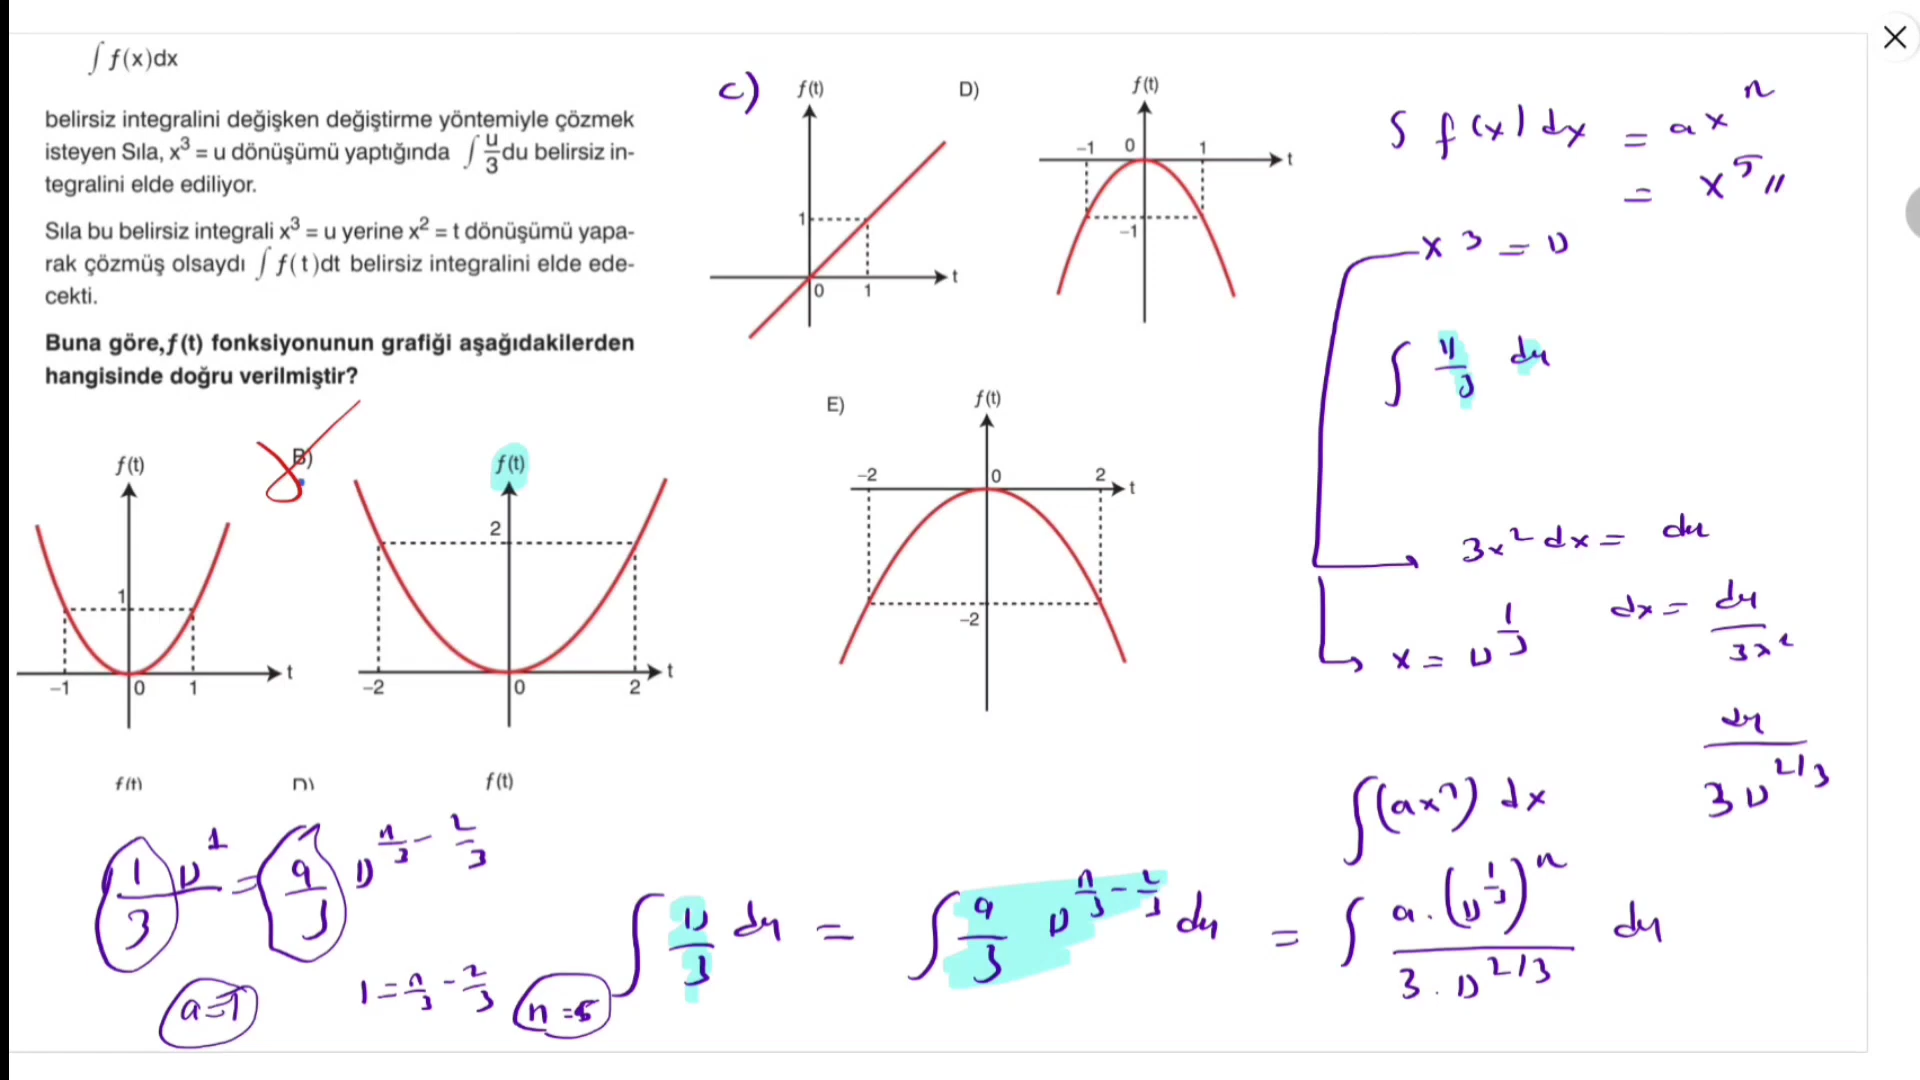 ∫ f(x)dx
belirsiz integralini değişken değiştirme yöntemiyle çözmek
isteyen Sıla, x³ = u dönüşümü yaptığında ∫ u/3 du belirsiz in-
tegralini elde ediliyor.
Sıla bu belirsiz integrali x³ = u yerine x² = t dönüşümü yapa-
rak çözmüş olsaydı ∫ f(t)dt belirsiz integralini elde ede-
cekti.
Buna göre,f(t) fonksiyonunun grafiği aşağıdakilerden
hangisinde doğru verilmiştir?
f(t)
1
-1 0 1 t
B)
f(t)
2
-2 0 2 t
c)
f(t)
1
0 1 t
D)
f(t)
-1 0 1 t
-1
E)
f(t)
-2 0 2 t
-2
f(t)
D)
f(t)
∫ f(x) dx = ax^n
= x^5 //
x^3 = u
∫ u/3 du
3x^2 dx = du
x = u^(1/3)
dx = du/3x^2
du/3u^(2/3)
∫(ax^n) dx
1/3 u^1 = a/3 u^(n/3 - 2/3)
∫ u/3 du = ∫ a/3 u^(n/3 - 2/3) du = ∫ a.(u^(1/3))^n / 3.u^(2/3) du
a=1
1 = n/3 - 2/3
n=5